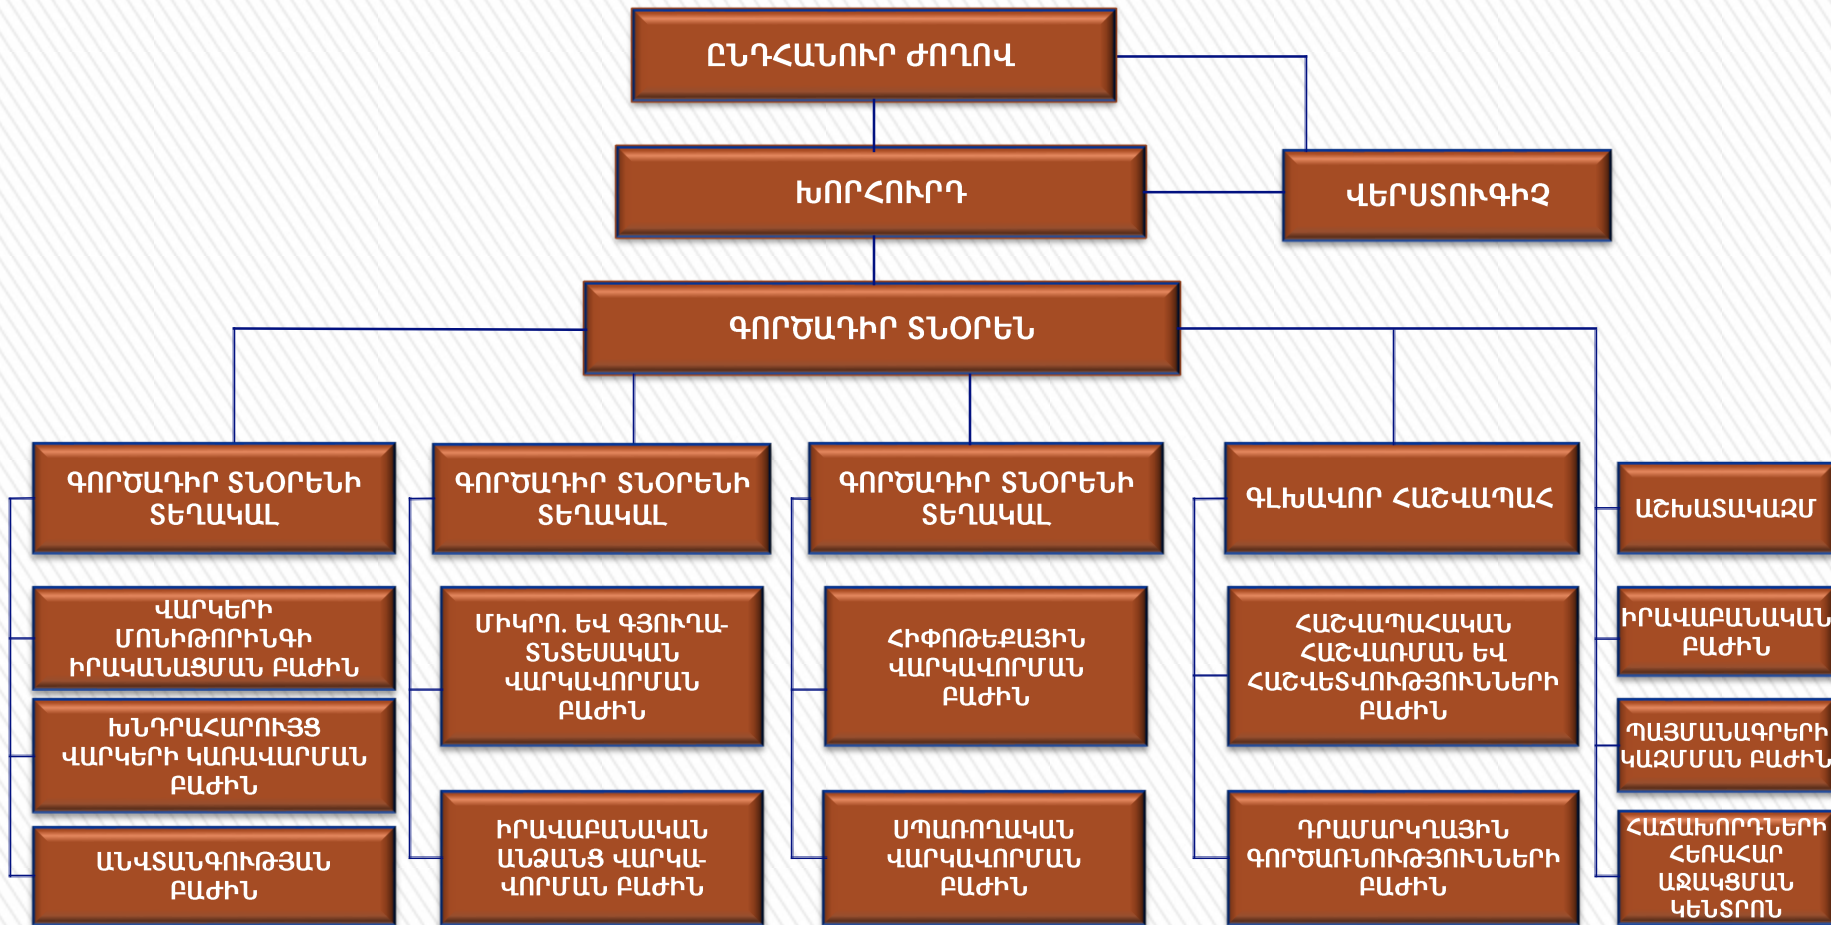 ԸՆԴՀԱՆՈՒՐ ԺՈՂՈՎ
ԽՈՐՀՈՒՐԴ
ՎԵՐՍՏՈՒԳԻՉ
ԳՈՐԾԱԴԻՐ ՏՆՕՐԵՆ
ԳՈՐԾԱԴԻՐ ՏՆՕՐԵՆԻ
ՏԵՂԱԿԱԼ
ՎԱՐԿԵՐԻ
ՄՈՆԻԹՈՐԻՆԳԻ
ԻՐԱԿԱՆԱՑՄԱՆ ԲԱԺԻՆ
ԽՆԴՐԱՀԱՐՈՒՅՑ
ՎԱՐԿԵՐԻ ԿԱՌԱՎԱՐՄԱՆ
ԲԱԺԻՆ
ԱՆՎՏԱՆԳՈՒԹՅԱՆ
ԲԱԺԻՆ
ԳՈՐԾԱԴԻՐ ՏՆՕՐԵՆԻ
ՏԵՂԱԿԱԼ
ՄԻԿՐՈ. ԵՎ ԳՅՈՒՂԱ-
ՏՆՏԵՍԱԿԱՆ
ՎԱՐԿԱՎՈՐՄԱՆ
ԲԱԺԻՆ
ԻՐԱՎԱԲԱՆԱԿԱՆ
ԱՆՁԱՆՑ ՎԱՐԿԱ-
ՎՈՐՄԱՆ ԲԱԺԻՆ
ԳՈՐԾԱԴԻՐ ՏՆՕՐԵՆԻ
ՏԵՂԱԿԱԼ
ՀԻՓՈԹԵՔԱՅԻՆ
ՎԱՐԿԱՎՈՐՄԱՆ
ԲԱԺԻՆ
ՍՊԱՌՈՂԱԿԱՆ
ՎԱՐԿԱՎՈՐՄԱՆ
ԲԱԺԻՆ
ԳԼԽԱՎՈՐ ՀԱՇՎԱՊԱՀ
ՀԱՇՎԱՊԱՀԱԿԱՆ
ՀԱՇՎԱՌՄԱՆ ԵՎ
ՀԱՇՎԵՏՎՈՒԹՅՈՒՆՆԵՐԻ
ԲԱԺԻՆ
ԴՐԱՄԱՐԿՂԱՅԻՆ
ԳՈՐԾԱՌՆՈՒԹՅՈՒՆՆԵՐԻ
ԲԱԺԻՆ
ԱՇԽԱՏԱԿԱԶՄ
ԻՐԱՎԱԲԱՆԱԿԱՆ
ԲԱԺԻՆ
ՊԱՅՄԱՆԱԳՐԵՐԻ
ԿԱԶՄՄԱՆ ԲԱԺԻՆ
ՀԱՃԱԽՈՐԴՆԵՐԻ
ՀԵՌԱՀԱՐ
ԱՋԱԿՑՄԱՆ
ԿԵՆՏՐՈՆ